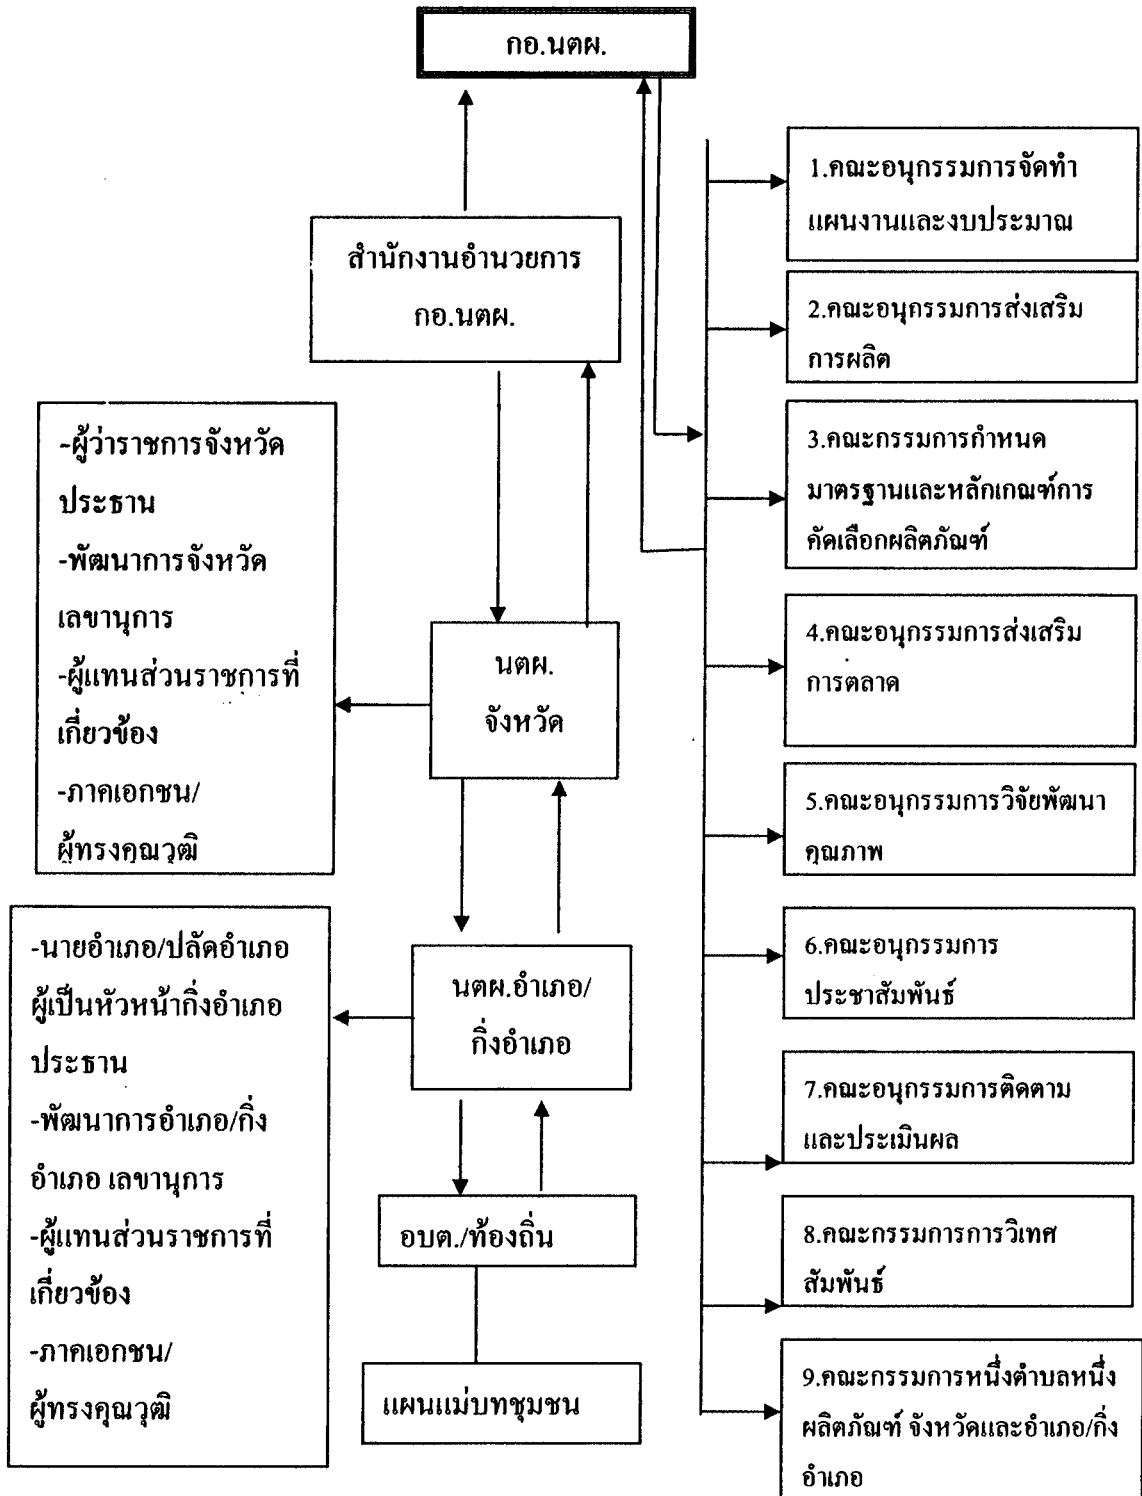 กอ.นตผ.
สำนักงานอำนวยการ
กอ.นตผ.
-ผู้ว่าราชการจังหวัด
ประธาน
-พัฒนาการจังหวัด
เลขานุการ
-ผู้แทนส่วนราชการที่
เกี่ยวข้อง
-ภาคเอกชน/
ผู้ทรงคุณวุฒิ
นตผ.
จังหวัด
-นายอำเภอ/ปลัดอำเภอ
ผู้เป็นหัวหน้ากิ่งอำเภอ
ประธาน
-พัฒนาการอำเภอ/กิ่ง
อำเภอ เลขานุการ
-ผู้แทนส่วนราชการที่
เกี่ยวข้อง
-ภาคเอกชน/
ผู้ทรงคุณวุฒิ
นตผ.อำเภอ/
กิ่งอำเภอ
อบต./ท้องถิ่น
แผนแม่บทชุมชน
1.คณะอนุกรรมการจัดทำ
แผนงานและงบประมาณ
2.คณะอนุกรรมการส่งเสริม
การผลิต
3.คณะกรรมการกำหนด
มาตรฐานและหลักเกณฑ์การ
คัดเลือกผลิตภัณฑ์
4.คณะอนุกรรมการส่งเสริม
การตลาด
5.คณะอนุกรรมการวิจัยพัฒนา
คุณภาพ
6.คณะอนุกรรมการ
ประชาสัมพันธ์
7.คณะอนุกรรมการติดตาม
และประเมินผล
8.คณะกรรมการการวิเทศ
สัมพันธ์
9.คณะกรรมการหนึ่งตำบลหนึ่ง
ผลิตภัณฑ์ จังหวัดและอำเภอ/กิ่ง
อำเภอ